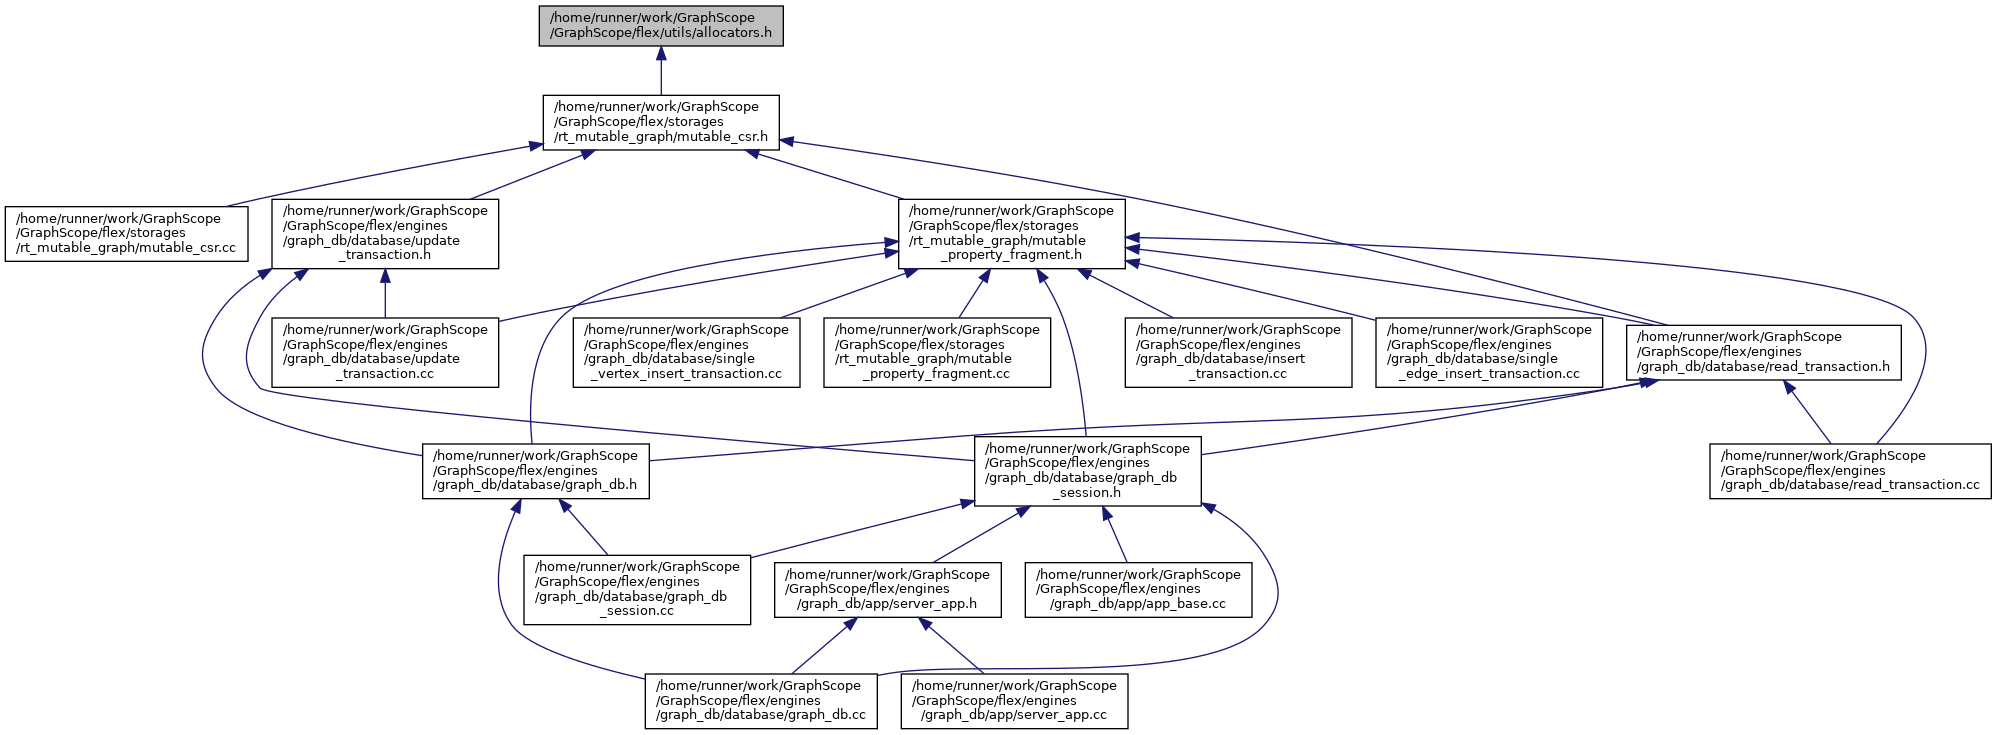 /home/runner/work/GraphScope
/GraphScope/flex/utils/allocators.h
/home/runner/work/GraphScope
/GraphScope/flex/storages
/rt_mutable_graph/mutable_csr.h
/home/runner/work/GraphScope
/GraphScope/flex/storages
/rt_mutable_graph/mutable_csr.cc
/home/runner/work/GraphScope
/GraphScope/flex/engines
/graph_db/database/update
_transaction.h
/home/runner/work/GraphScope
/GraphScope/flex/storages
/rt_mutable_graph/mutable
_property_fragment.h
/home/runner/work/GraphScope
/GraphScope/flex/engines
/graph_db/database/update
_transaction.cc
/home/runner/work/GraphScope
/GraphScope/flex/engines
/graph_db/database/single
_vertex_insert_transaction.cc
/home/runner/work/GraphScope
/GraphScope/flex/storages
/rt_mutable_graph/mutable
_property_fragment.cc
/home/runner/work/GraphScope
/GraphScope/flex/engines
/graph_db/database/insert
_transaction.cc
/home/runner/work/GraphScope
/GraphScope/flex/engines
/graph_db/database/single
_edge_insert_transaction.cc
/home/runner/work/GraphScope
/GraphScope/flex/engines
/graph_db/database/read_transaction.h
/home/runner/work/GraphScope
/GraphScope/flex/engines
/graph_db/database/graph_db.h
/home/runner/work/GraphScope
/GraphScope/flex/engines
/graph_db/database/graph_db
_session.h
/home/runner/work/GraphScope
/GraphScope/flex/engines
/graph_db/database/read_transaction.cc
/home/runner/work/GraphScope
/GraphScope/flex/engines
/graph_db/database/graph_db
_session.cc
/home/runner/work/GraphScope
/GraphScope/flex/engines
/graph_db/app/server_app.h
/home/runner/work/GraphScope
/GraphScope/flex/engines
/graph_db/app/app_base.cc
/home/runner/work/GraphScope
/GraphScope/flex/engines
/graph_db/database/graph_db.cc
/home/runner/work/GraphScope
/GraphScope/flex/engines
/graph_db/app/server_app.cc